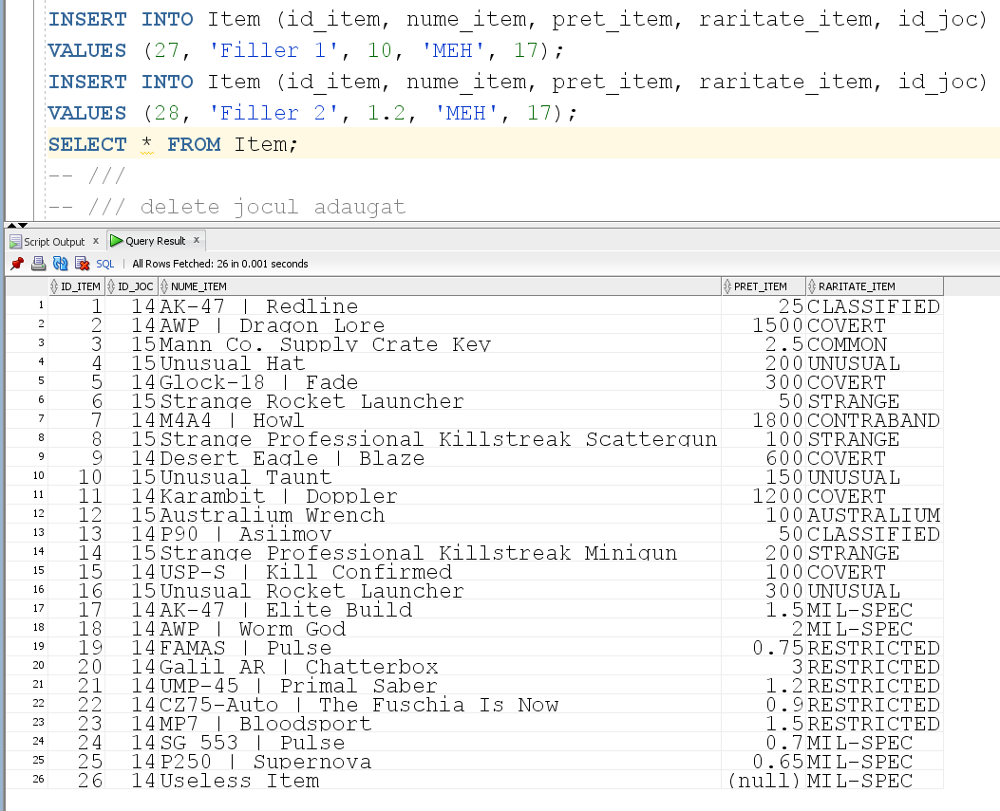 INSERT INTO Item (id_item, nume_item, pret_item, raritate_item, id_joc)
VALUES (27, 'Filler 1', 10, 'MEH', 17);
INSERT INTO Item (id_item, nume_item, pret_item, raritate_item, id_joc)
VALUES (28, 'Filler 2', 1.2, 'MEH', 17);
SELECT * FROM Item;
-- ///
-- /// delete jocul adaugat
Script Output x Query Result x
SQL | All Rows Fetched: 26 in 0.001 seconds
ID_ITEM ID_JOC NUME_ITEM PRET_ITEM RARITATE_ITEM
1 1 14 AK-47 | Redline 25 CLASSIFIED
2 2 14 AWP | Dragon Lore 1500 COVERT
3 3 15 Mann Co. Supply Crate Key 2.5 COMMON
4 4 15 Unusual Hat 200 UNUSUAL
5 5 14 Glock-18 | Fade 300 COVERT
6 6 15 Strange Rocket Launcher 50 STRANGE
7 7 14 M4A4 | Howl 1800 CONTRABAND
8 8 15 Strange Professional Killstreak Scattergun 100 STRANGE
9 9 14 Desert Eagle | Blaze 600 COVERT
10 10 15 Unusual Taunt 150 UNUSUAL
11 11 14 Karambit | Doppler 1200 COVERT
12 12 15 Australium Wrench 100 AUSTRALIUM
13 13 14 P90 | Asiimov 50 CLASSIFIED
14 14 15 Strange Professional Killstreak Minigun 200 STRANGE
15 15 14 USP-S | Kill Confirmed 100 COVERT
16 16 15 Unusual Rocket Launcher 300 UNUSUAL
17 17 14 AK-47 | Elite Build 1.5 MIL-SPEC
18 18 14 AWP | Worm God 2 MIL-SPEC
19 19 14 FAMAS | Pulse 0.75 RESTRICTED
20 20 14 Galil AR | Chatterbox 3 RESTRICTED
21 21 14 UMP-45 | Primal Saber 1.2 RESTRICTED
22 22 14 CZ75-Auto | The Fuschia Is Now 0.9 RESTRICTED
23 23 14 MP7 | Bloodsport 1.5 RESTRICTED
24 24 14 SG 553 | Pulse 0.7 MIL-SPEC
25 25 14 P250 | Supernova 0.65 MIL-SPEC
26 26 14 Useless Item (null) MIL-SPEC